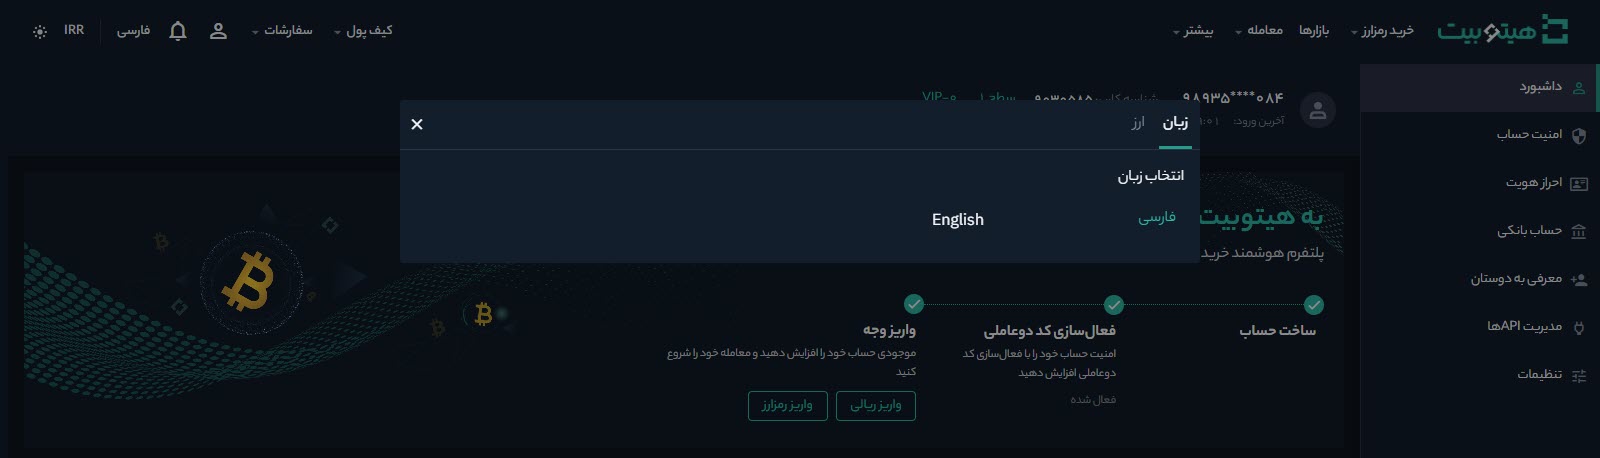 هیتوبیت
خرید رمزارز
بازارها
معامله
بیشتر
کیف پول
سفارشات
فارسی
IRR
داشبورد
امنیت حساب
احراز هویت
حساب بانکی
معرفی به دوستان
مدیریت APIها
تنظیمات
۹۸۹۳۵****۰۸۴
شناسه کاربری: ۹۰۳۰۵۸۵
سطح ۱
VIP-۰
آخرین ورود:
زبان
ارز
انتخاب زبان
فارسی
English
به هیتوبیت
پلتفرم هوشمند خرید
ساخت حساب
فعال‌سازی کد دوعاملی
امنیت حساب خود را با فعال‌سازی کد
دوعاملی افزایش دهید
فعال شده
واریز وجه
موجودی حساب خود را افزایش دهید و معامله خود را شروع
کنید
واریز ریالی
واریز رمزارز